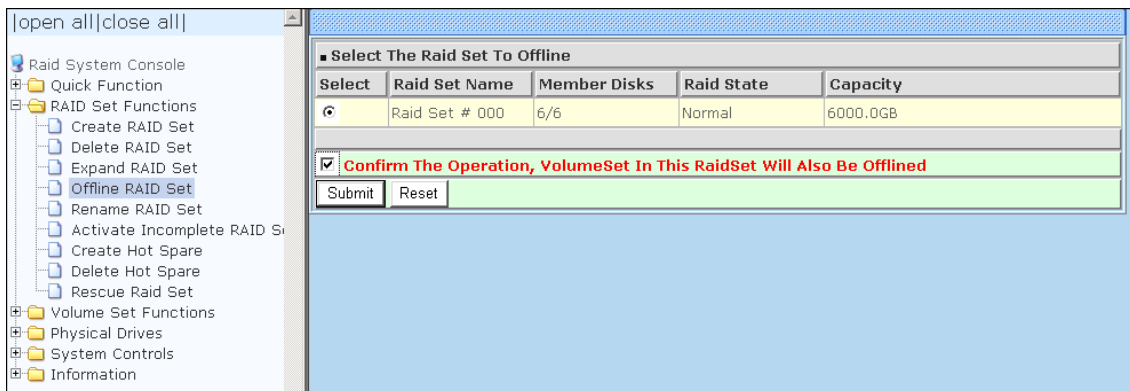 |open all|close all|
Raid System Console
Quick Function
RAID Set Functions
Create RAID Set
Delete RAID Set
Expand RAID Set
Offline RAID Set
Rename RAID Set
Activate Incomplete RAID
Create Hot Spare
Delete Hot Spare
Rescue Raid Set
Volume Set Functions
Physical Drives
System Controls
Information
Select The Raid Set To Offline
Select Raid Set Name Member Disks Raid State Capacity
Raid Set # 000 6/6 Normal 6000.0GB
Confirm The Operation, VolumeSet In This RaidSet Will Also Be Offlined
Submit Reset